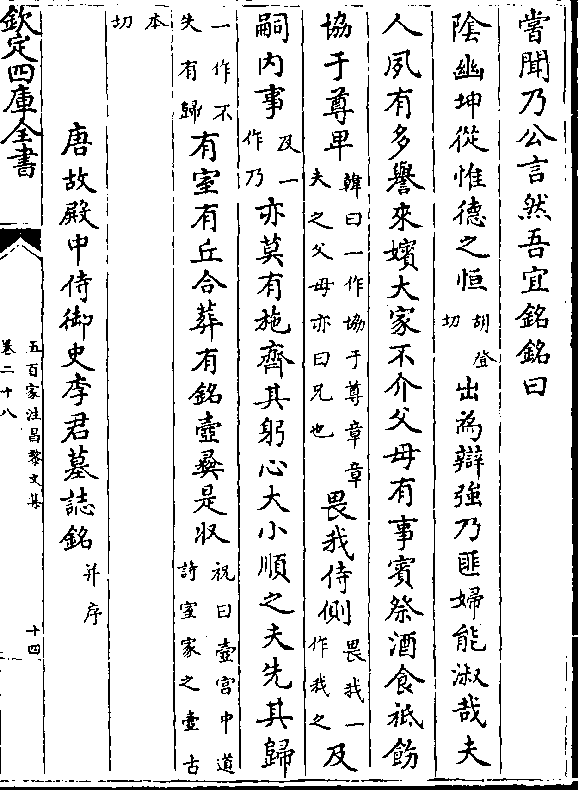 嘗聞乃公言然吾宜銘銘曰
陰幽坤從惟德之恒胡登切出為辯強乃匪婦能淑哉夫
人夙有多譽來嬪大家不介父母有事賓祭酒食祗飭
協于尊卑韓曰一作協于尊章章夫之父母亦曰兄也畏我侍側畏我一作我之及
嗣内事及一作乃亦莫有施齊其躬心大小順之夫先其歸
一作不失有歸有室有丘合葬有銘壼彝是収祝曰壼宫中道詩室家之壼古
本切
唐故殿中侍御史李君墓誌銘并序
欽定四庫全書
五百家注昌黎文集
卷二十八
十四